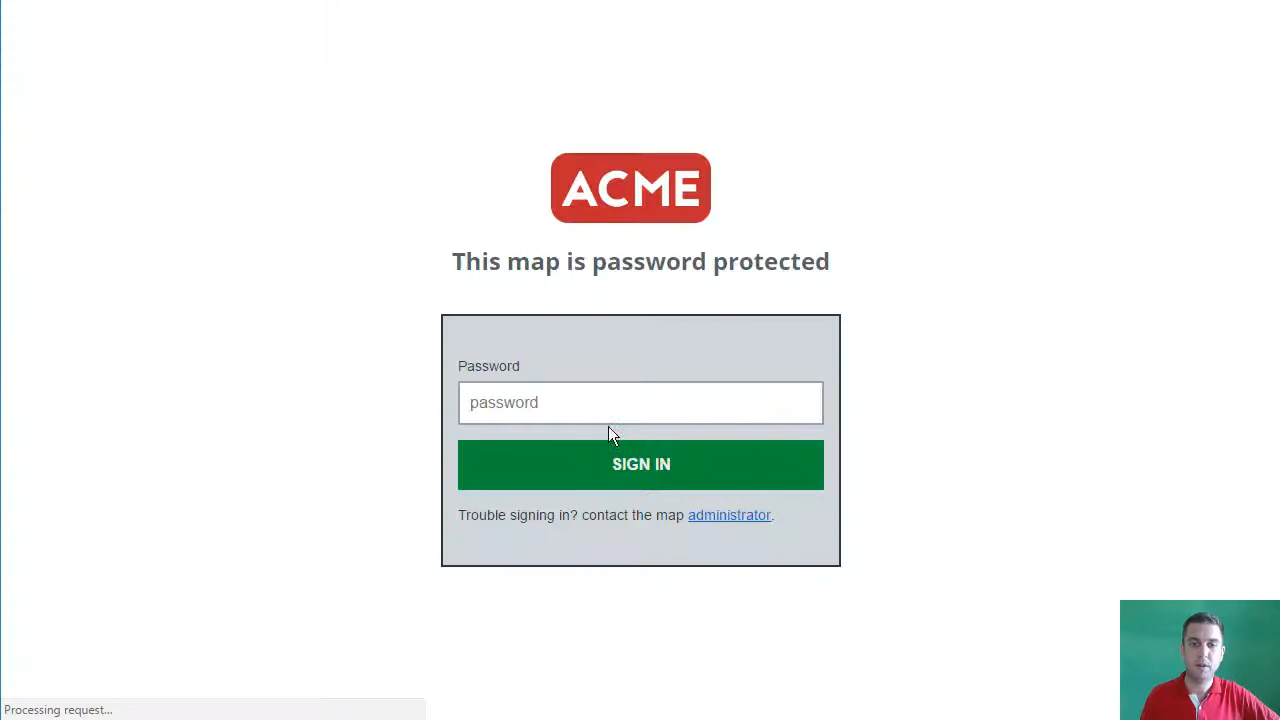 ACME
This map is password protected
Password
password
SIGN IN
Trouble signing in? contact the map administrator.
Processing request...